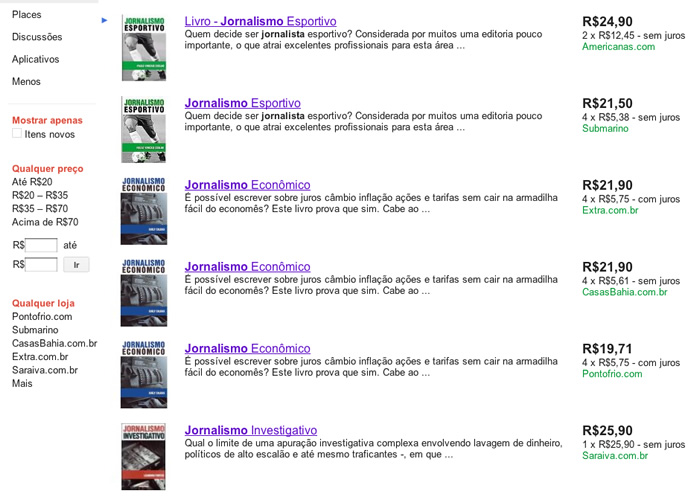 Places
Discussões
Aplicativos
Menos
Mostrar apenas
Itens novos
Qualquer preço
Até R$20
R$20 – R$35
R$35 – R$70
Acima de R$70
R$ até
R$ Ir
Qualquer loja
Pontofrio.com
Submarino
CasasBahia.com.br
Extra.com.br
Saraiva.com.br
Mais
JORNALISMO
ESPORTIVO
Livro - Jornalismo Esportivo
Quem decide ser jornalista esportivo? Considerada por muitos uma editoria pouco
importante, o que atrai excelentes profissionais para esta área ...
R$24,90
2 x R$12,45 - sem juros
Americanas.com
JORNALISMO
ESPORTIVO
Jornalismo Esportivo
Quem decide ser jornalista esportivo? Considerada por muitos uma editoria pouco
importante, o que atrai excelentes profissionais para esta área ...
R$21,50
4 x R$5,38 - sem juros
Submarino
JORNALISMO
ECONÔMICO
Jornalismo Econômico
É possível escrever sobre juros câmbio inflação ações e tarifas sem cair na armadilha
fácil do economês? Este livro prova que sim. Cabe ao ...
R$21,90
4 x R$5,75 - com juros
Extra.com.br
JORNALISMO
ECONÔMICO
Jornalismo Econômico
É possível escrever sobre juros câmbio inflação ações e tarifas sem cair na armadilha
fácil do economês? Este livro prova que sim. Cabe ao ...
R$21,90
4 x R$5,61 - sem juros
CasasBahia.com.br
JORNALISMO
ECONÔMICO
Jornalismo Econômico
É possível escrever sobre juros câmbio inflação ações e tarifas sem cair na armadilha
fácil do economês? Este livro prova que sim. Cabe ao ...
R$19,71
4 x R$5,75 - com juros
Pontofrio.com
JORNALISMO
INVESTIGATIVO
Jornalismo Investigativo
Qual o limite de uma apuração investigativa complexa envolvendo lavagem de dinheiro,
políticos de alto escalão e até mesmo traficantes -, em que ...
R$25,90
1 x R$25,90 - sem juros
Saraiva.com.br